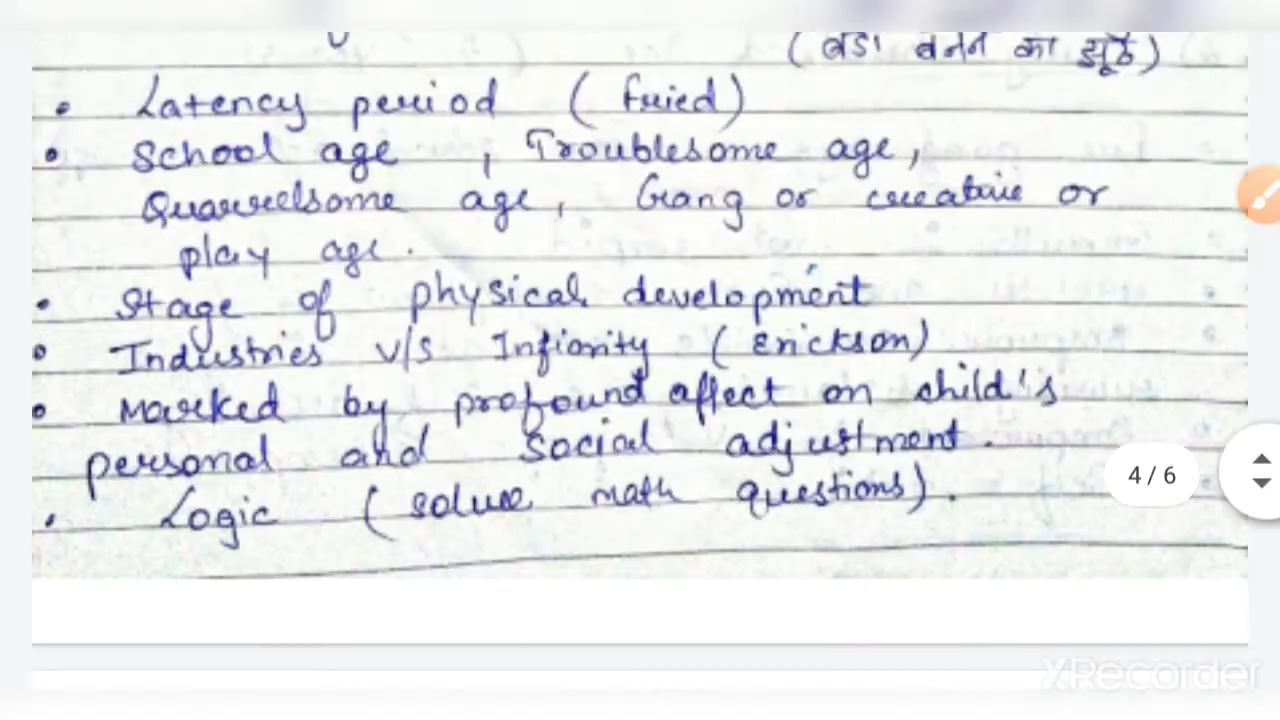 (बडा बनने का झूठ)
• Latency period (fried)
• School age , Troublesome age,
Quarrelsome age, Gang or creative or
play age.
• Stage of physical development
• Industries v/s Infiority (Erickson)
• Marked by profound affect on child's
personal and social adjustment.
4 / 6
• Logic (solve math questions).
XRecorder